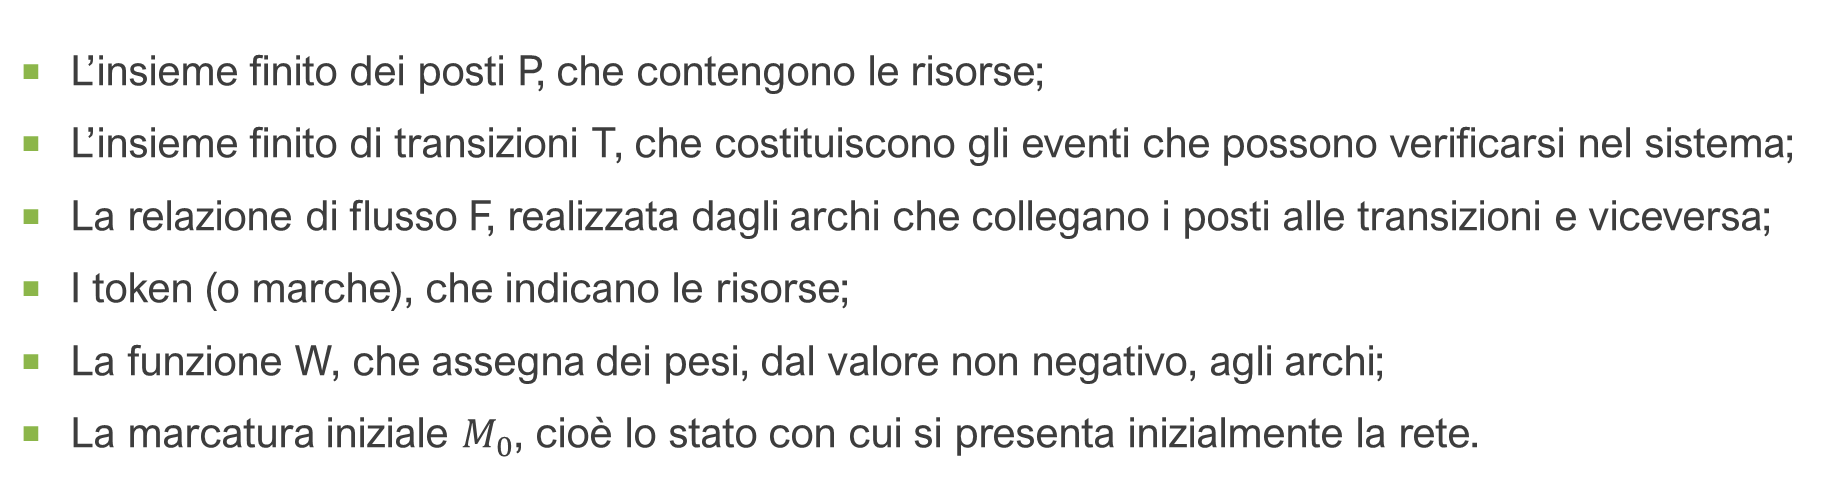 ▪ L’insieme finito dei posti P, che contengono le risorse;
▪ L’insieme finito di transizioni T, che costituiscono gli eventi che possono verificarsi nel sistema;
▪ La relazione di flusso F, realizzata dagli archi che collegano i posti alle transizioni e viceversa;
▪ I token (o marche), che indicano le risorse;
▪ La funzione W, che assegna dei pesi, dal valore non negativo, agli archi;
▪ La marcatura iniziale M₀, cioè lo stato con cui si presenta inizialmente la rete.